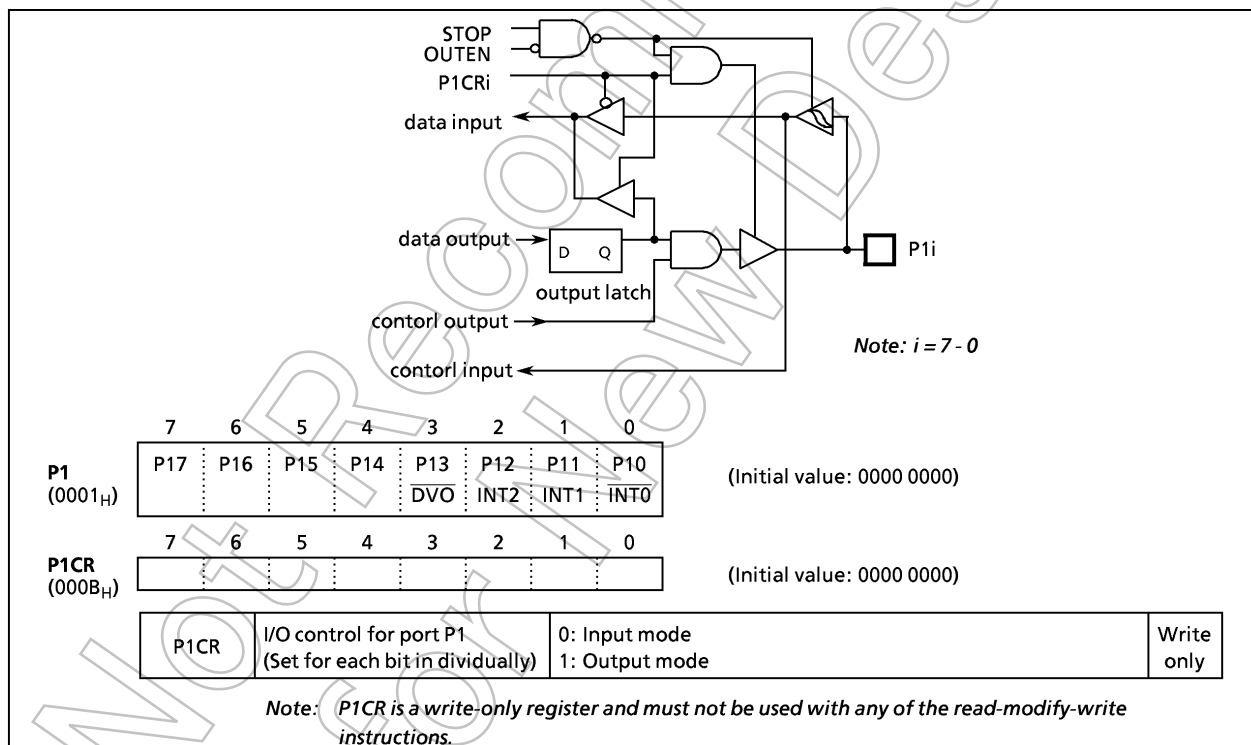 STOP
OUTEN
P1CRi
data input
data output
D Q
output latch
P1i
contorl output
Note: i = 7 - 0
contorl input
7 6 5 4 3 2 1 0
P1
(0001H)
P17 P16 P15 P14 P13 P12 P11 P10
DVO INT2 INT1 INT0
(Initial value: 0000 0000)
7 6 5 4 3 2 1 0
P1CR
(000BH)
(Initial value: 0000 0000)
P1CR
I/O control for port P1
(Set for each bit in dividually)
0: Input mode
1: Output mode
Write
only
Note: P1CR is a write-only register and must not be used with any of the read-modify-write
instructions.